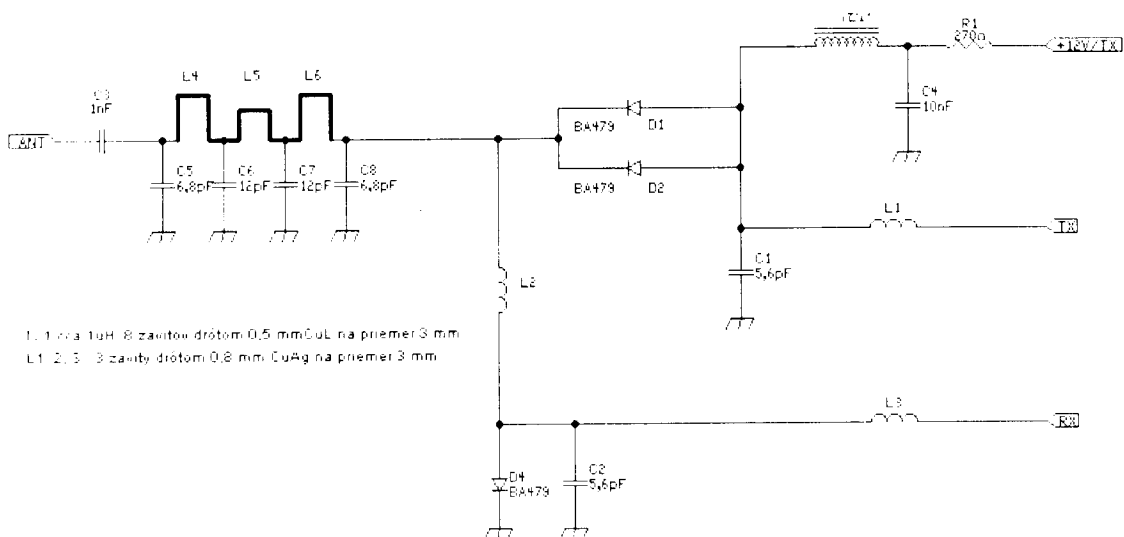 R1
270Ω
+12V/TX
L4
L5
L6
C3
1nF
C4
10nF
ANT
BA479
D1
C5
6,8pF
C6
12pF
C7
12pF
C8
6,8pF
BA479
D2
L1
TX
C1
5,6pF
L2
1uH 8 závitov drôtom 0,5 mmCuL na priemer 3 mm
L1 2, 3 3 závity drôtom 0,8 mm CuAg na priemer 3 mm
L3
RX
D4
BA479
C2
5,6pF